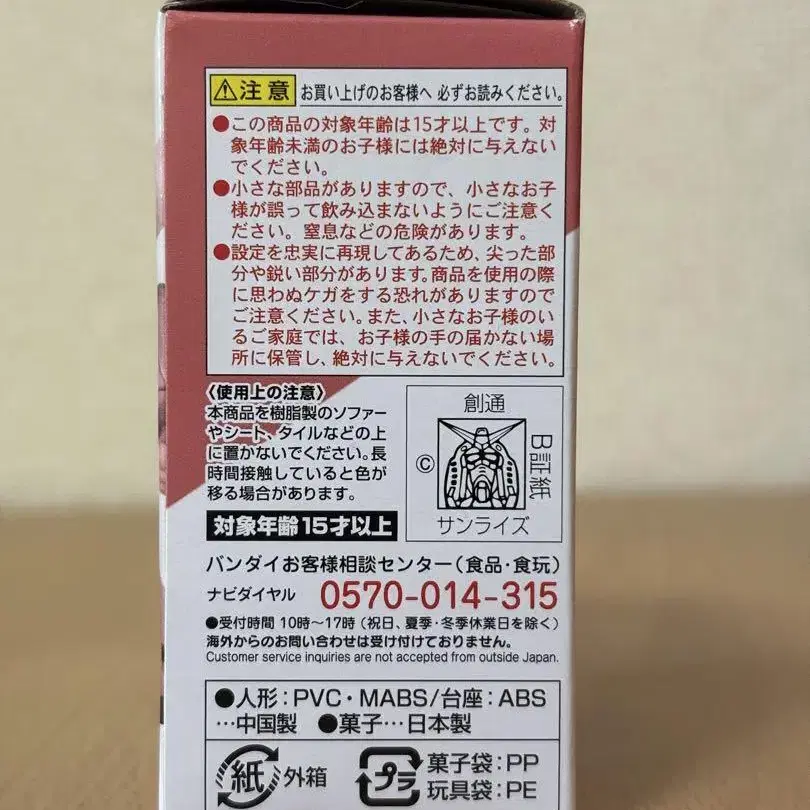 注意 お買い上げのお客様へ 必ずお読みください。
●この商品の対象年齢は15才以上です。対
象年齢未満のお子様には絶対に与えない
でください。
●小さな部品がありますので、小さなお子
様が誤って飲み込まないようにご注意く
ださい。窒息などの危険があります。
●設定を忠実に再現してあるため、尖った部
分や鋭い部分があります。商品を使用の際
に思わぬケガをする恐れがありますので
ご注意ください。また、小さなお子様のい
るご家庭では、お子様の手の届かない場
所に保管し、絶対に与えないでください。
〈使用上の注意〉
本商品を樹脂製のソファー
やシート、タイルなどの上
に置かないでください。長
時間接触していると色が
移る場合があります。
対象年齢15才以上
創通
©
B証紙
サンライズ
バンダイお客様相談センター(食品・食玩)
ナビダイヤル 0570-014-315
●受付時間 10時〜17時(祝日、夏季・冬季休業日を除く)
海外からのお問い合わせは受け付けておりません。
Customer service inquiries are not accepted from outside Japan.
●人形:PVC・MABS/台座:ABS
…中国製 ●菓子…日本製
紙 外箱
プラ 菓子袋:PP
玩具袋:PE